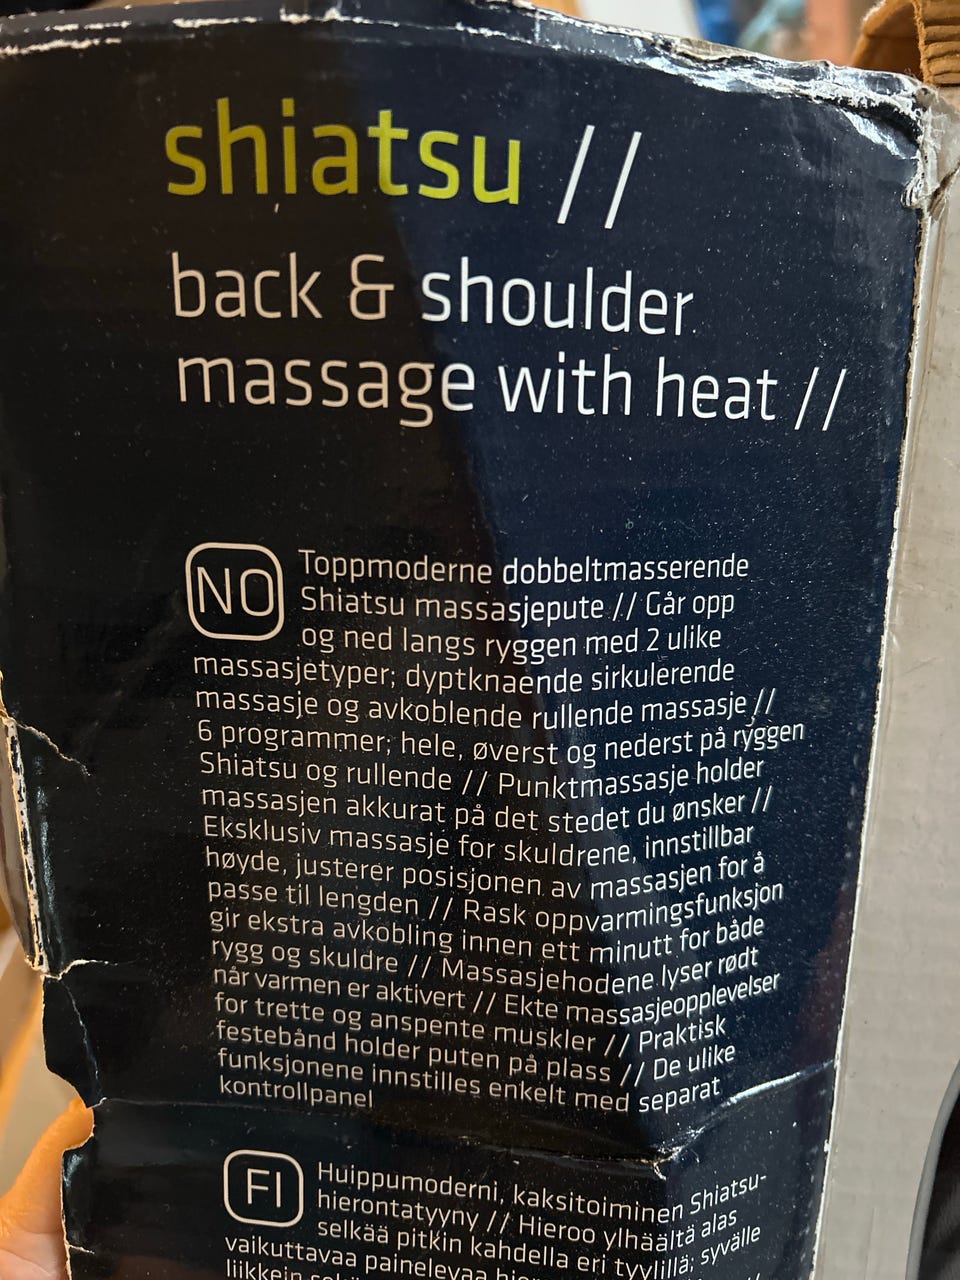 shiatsu //
back & shoulder
massage with heat //
NO
Toppmoderne dobbeltmasserende
Shiatsu massasjepute // Går opp
og ned langs ryggen med 2 ulike
massasjetyper; dyptknaende sirkulerende
massasje og avkoblende rullende massasje //
6 programmer; hele, øverst og nederst på ryggen
Shiatsu og rullende // Punktmassasje holder
massasjen akkurat på det stedet du ønsker //
Eksklusiv massasje for skuldrene, innstillbar
høyde, justerer posisjonen av massasjen for å
passe til lengden // Rask oppvarmingsfunksjon
gir ekstra avkobling innen ett minutt for både
rygg og skuldre // Massasjehodene lyser rødt
når varmen er aktivert // Ekte massasjeopplevelser
for trette og anspente muskler // Praktisk
festebånd holder puten på plass // De ulike
funksjonene innstilles enkelt med separat
kontrollpanel
FI
Huippumoderni, kaksitoiminen Shiatsu-
hierontatyyny // Hieroo ylhäältä alas
selkää pitkin kahdella eri tyylillä; syvälle
vaikuttavaa painelevaa
liikkein